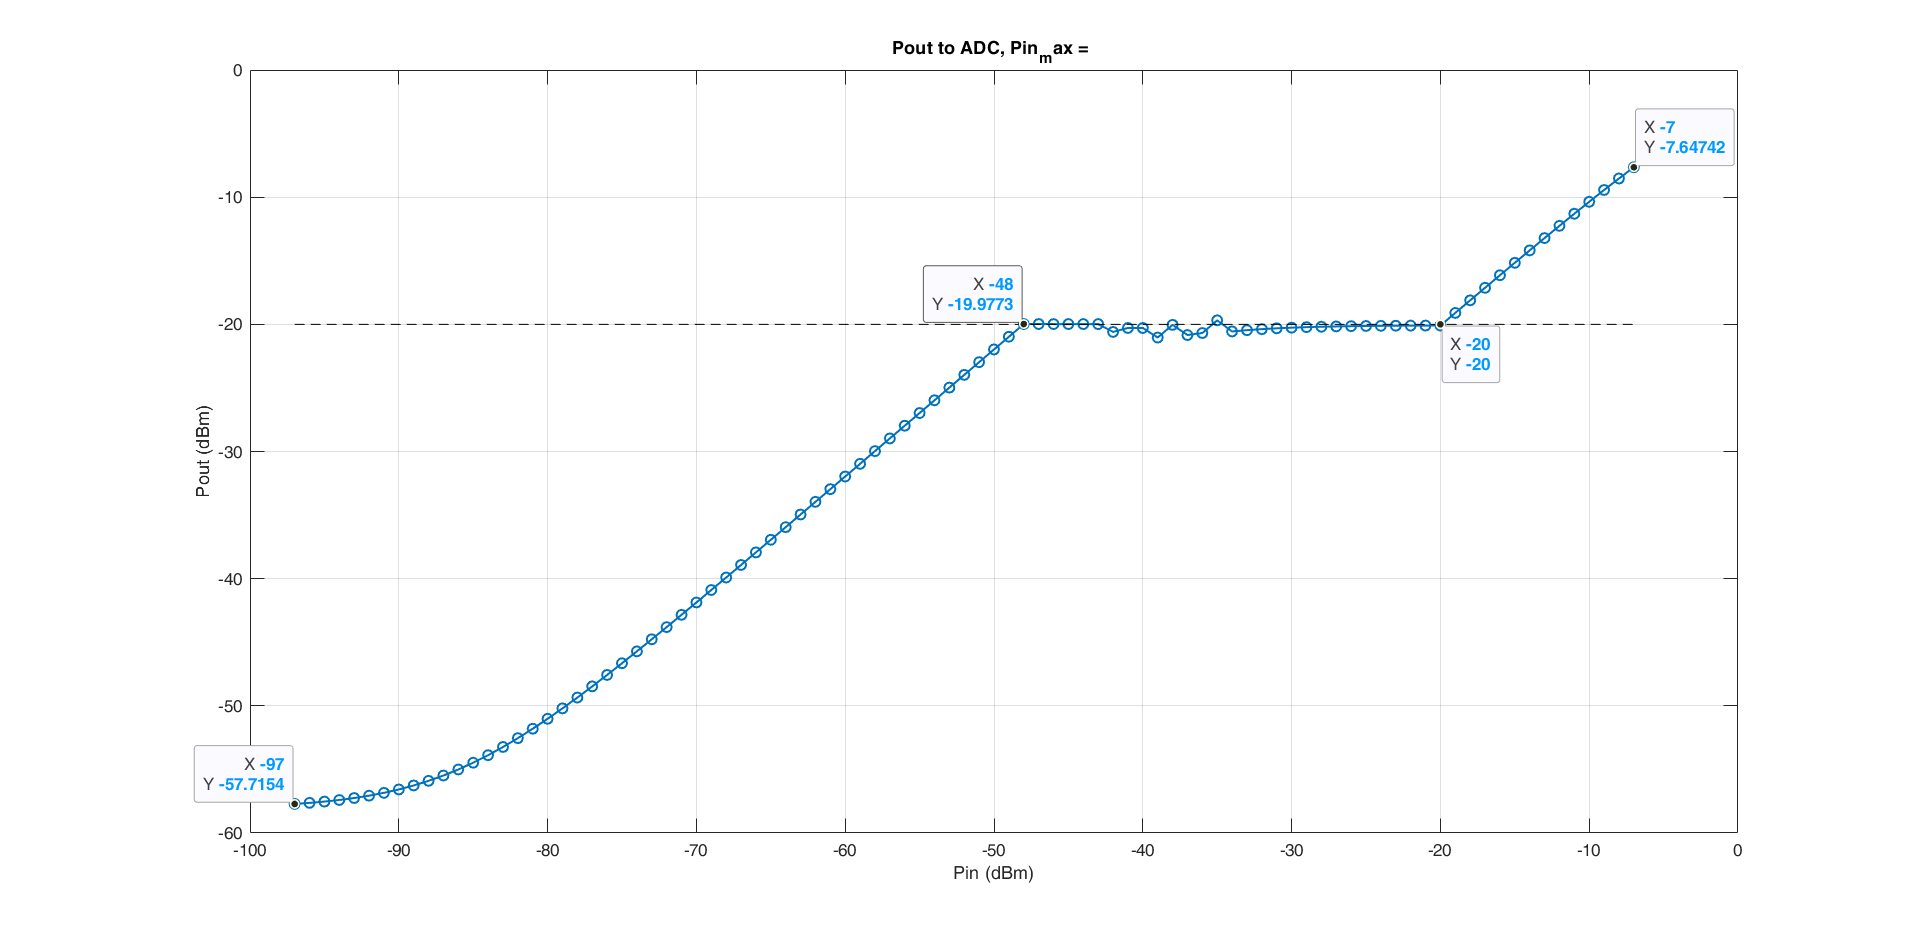 Pout to ADC, Pinmax =
0
X -7
Y -7.64742
-10
X -48
Y -19.9773
-20
X -20
Y -20
Pout (dBm)
-30
-40
-50
X -97
Y -57.7154
-60
-100 -90 -80 -70 -60 -50 -40 -30 -20 -10 0
Pin (dBm)